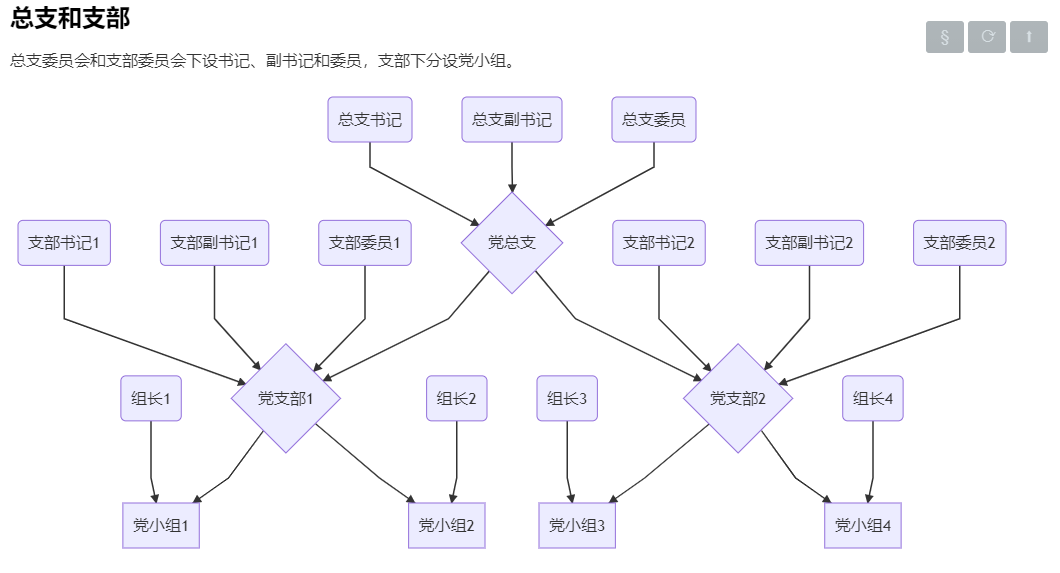 总支和支部
总支委员会和支部委员会下设书记、副书记和委员，支部下分设党小组。
总支书记
总支副书记
总支委员
支部书记1
支部副书记1
支部委员1
党总支
支部书记2
支部副书记2
支部委员2
组长1
党支部1
组长2
组长3
党支部2
组长4
党小组1
党小组2
党小组3
党小组4